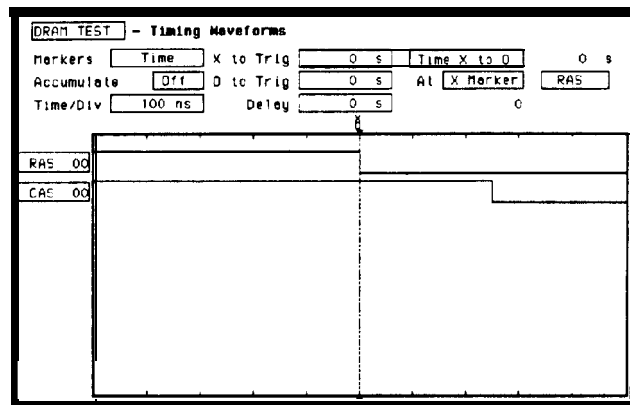 DRAM TEST - Timing Waveforms
Markers Time X to Trig 0 s Time X to O 0 s
Accumulate Off O to Trig 0 s At X Marker RAS
Time/Div 100 ns Delay 0 s 0
RAS 00
CAS 00